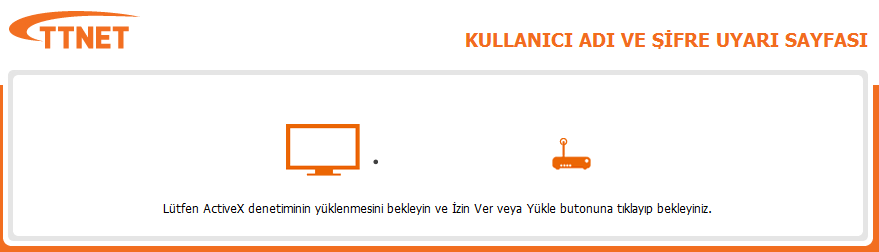 TTNET
KULLANICI ADI VE ŞİFRE UYARI SAYFASI
Lütfen ActiveX denetiminin yüklenmesini bekleyin ve İzin Ver veya Yükle butonuna tıklayıp bekleyiniz.